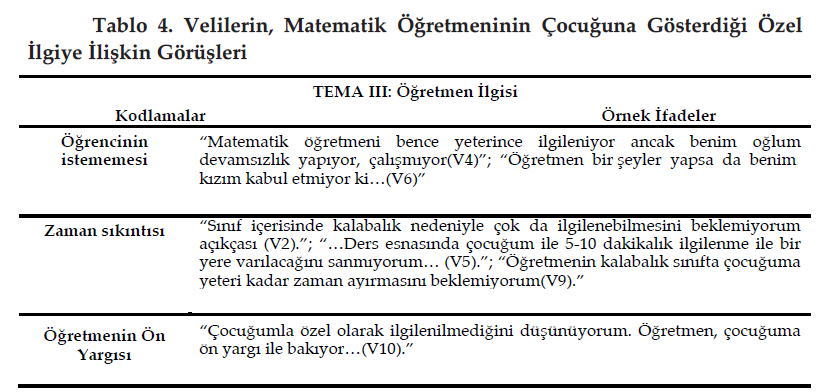 Tablo 4. Velilerin, Matematik Öğretmeninin Çocuğuna Gösterdiği Özel
İlgiye İlişkin Görüşleri
TEMA III: Öğretmen İlgisi
Kodlamalar Örnek İfadeler
Öğrencinin istememesi
“Matematik öğretmeni bence yeterince ilgileniyor ancak benim oğlum
devamsızlık yapıyor, çalışmıyor(V4)”; “Öğretmen bir şeyler yapsa da benim
kızım kabul etmiyor ki…(V6)”
Zaman sıkıntısı
“Sınıf içerisinde kalabalık nedeniyle çok da ilgilenebilmesini beklemiyorum
açıkçası (V2).”; “…Ders esnasında çocuğum ile 5-10 dakikalık ilgilenme ile bir
yere varılacağını sanmıyorum… (V5).”; “Öğretmenin kalabalık sınıfta çocuğuma
yeteri kadar zaman ayırmasını beklemiyorum(V9).”
Öğretmenin Ön
Yargısı
“Çocuğumla özel olarak ilgilenilmediğini düşünüyorum. Öğretmen, çocuğuma
ön yargı ile bakıyor…(V10).”